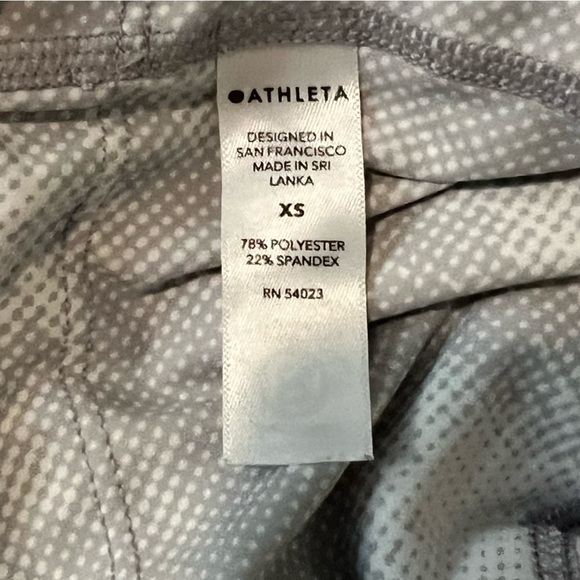 ATHLETA
DESIGNED IN
SAN FRANCISCO
MADE IN SRI
LANKA
XS
78% POLYESTER
22% SPANDEX
RN 54023